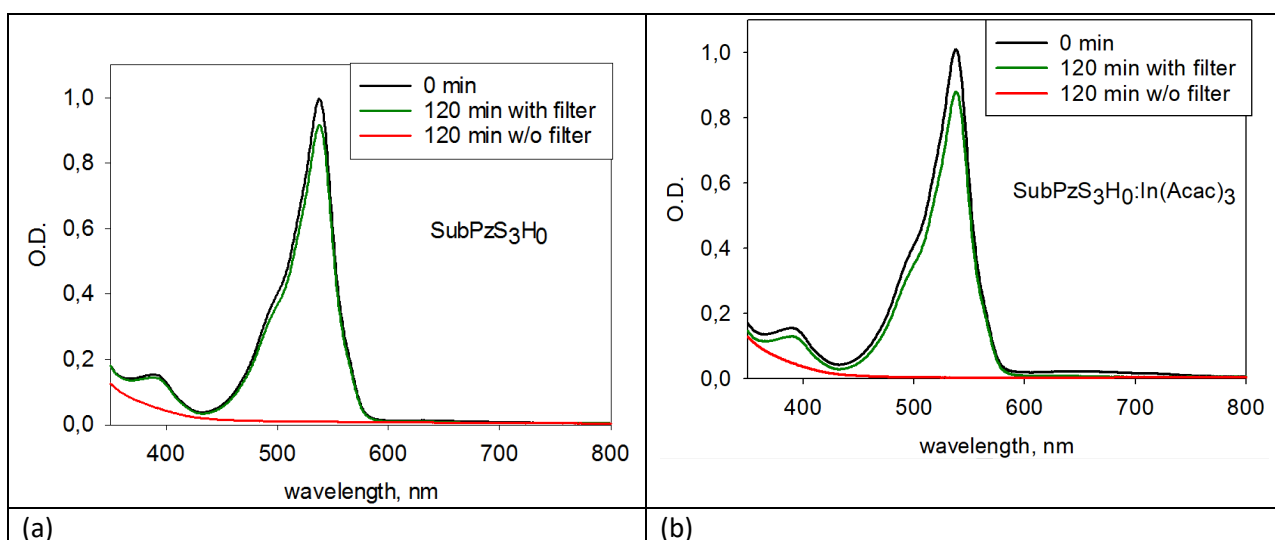 0 min
120 min with filter
120 min w/o filter
SubPzS3H0
O.D.
1,0
0,8
0,6
0,4
0,2
0,0
400 500 600 700 800
wavelength, nm
(a)
0 min
120 min with filter
120 min w/o filter
SubPzS3H0:In(Acac)3
O.D.
1,0
0,8
0,6
0,4
0,2
0,0
400 500 600 700 800
wavelength, nm
(b)